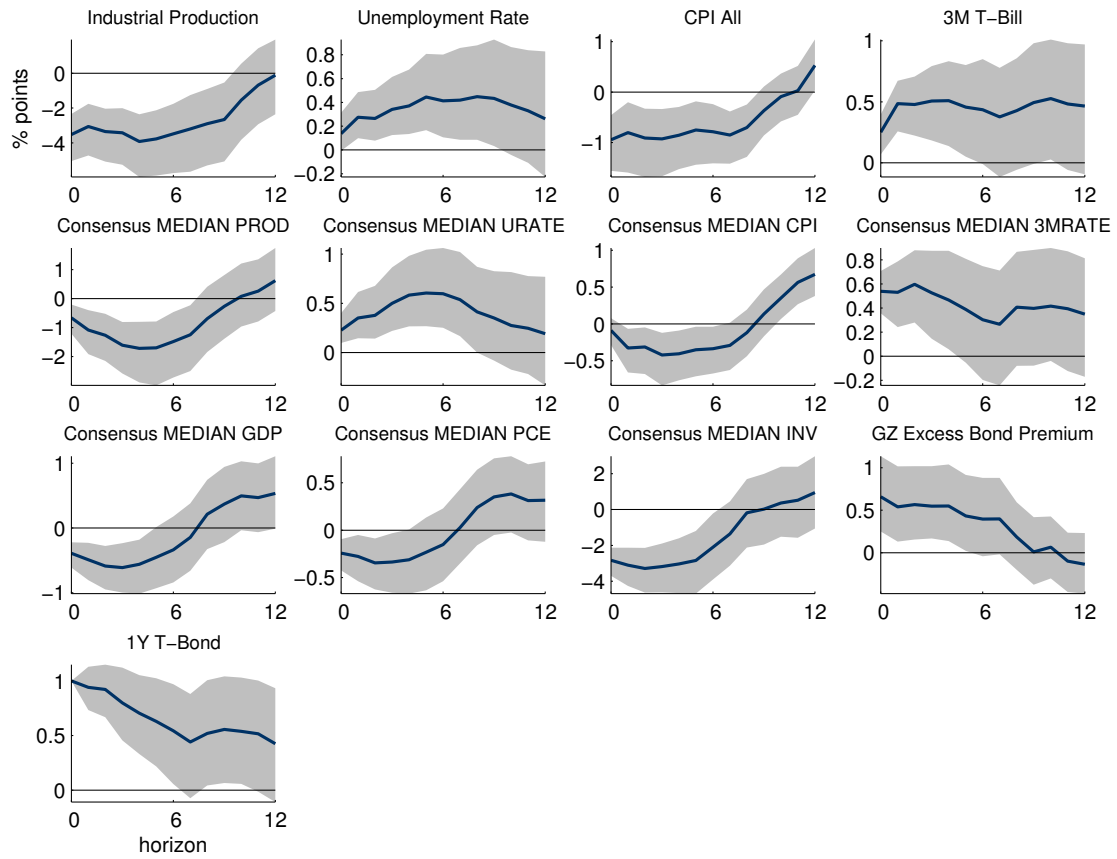 Industrial Production
Unemployment Rate
CPI All
3M T−Bill
% points
0
−2
−4
0 6 12
0.8
0.6
0.4
0.2
0
−0.2
0 6 12
1
0
−1
0 6 12
1
0.5
0
0 6 12
Consensus MEDIAN PROD
Consensus MEDIAN URATE
Consensus MEDIAN CPI
Consensus MEDIAN 3MRATE
1
0
−1
−2
0 6 12
1
0.5
0
0 6 12
1
0.5
0
−0.5
0 6 12
0.8
0.6
0.4
0.2
0
−0.2
0 6 12
Consensus MEDIAN GDP
Consensus MEDIAN PCE
Consensus MEDIAN INV
GZ Excess Bond Premium
1
0
−1
0 6 12
0.5
0
−0.5
0 6 12
2
0
−2
−4
0 6 12
1
0.5
0
0 6 12
1Y T−Bond
1
0.5
0
0 6 12
horizon